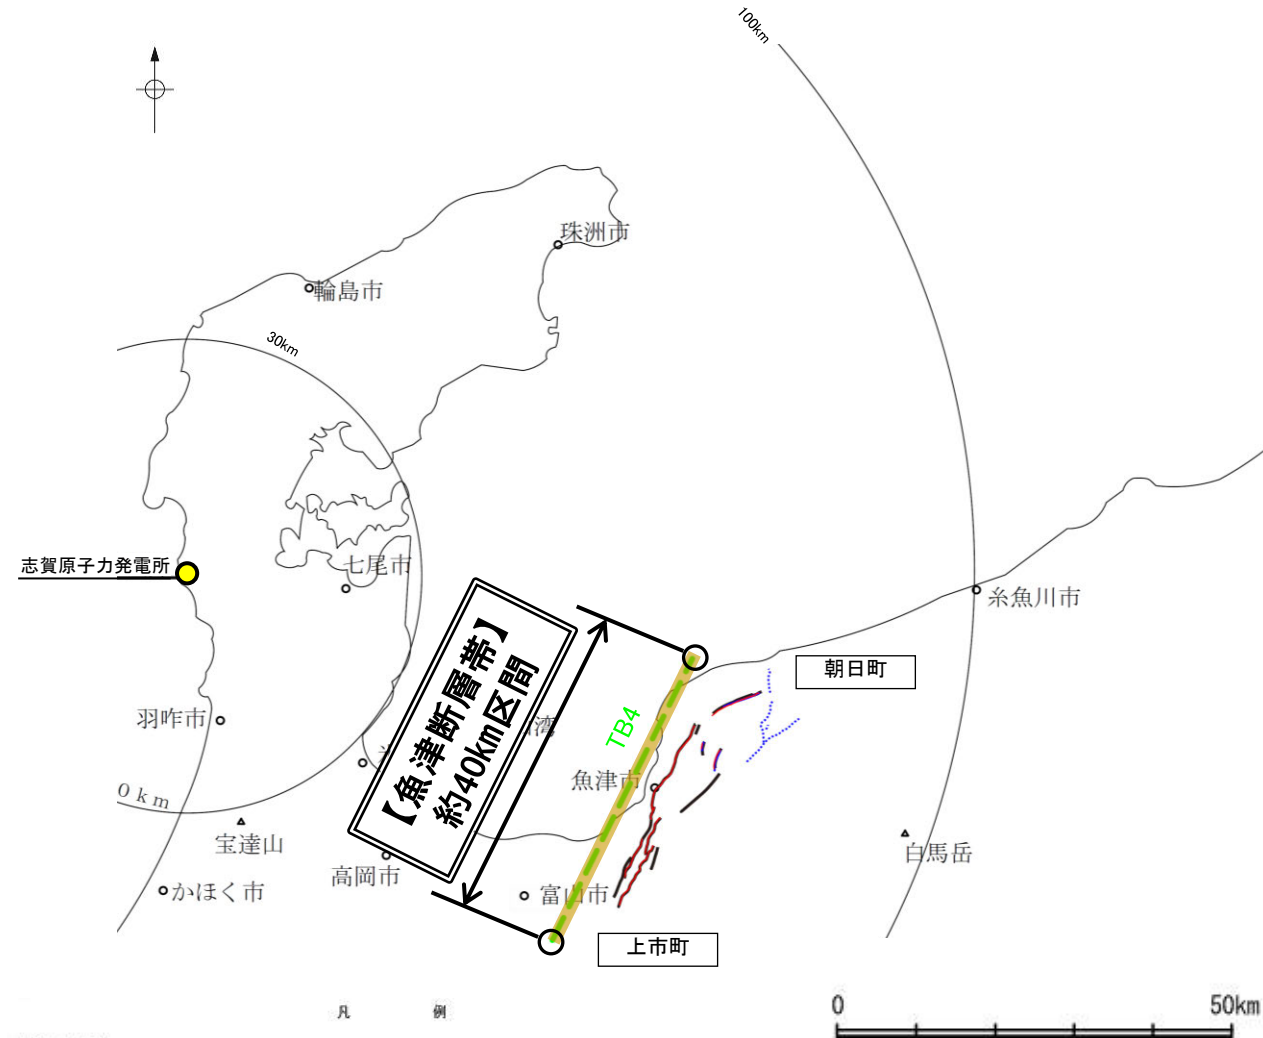 100km
珠洲市
輪島市
30km
七尾市
志賀原子力発電所
糸魚川市
朝日町
【魚津断層帯】
約40km区間
湾
TB4
羽咋市
魚津市
0km
宝達山
白馬岳
高岡市
かほく市
富山市
上市町
凡 例
0 50km